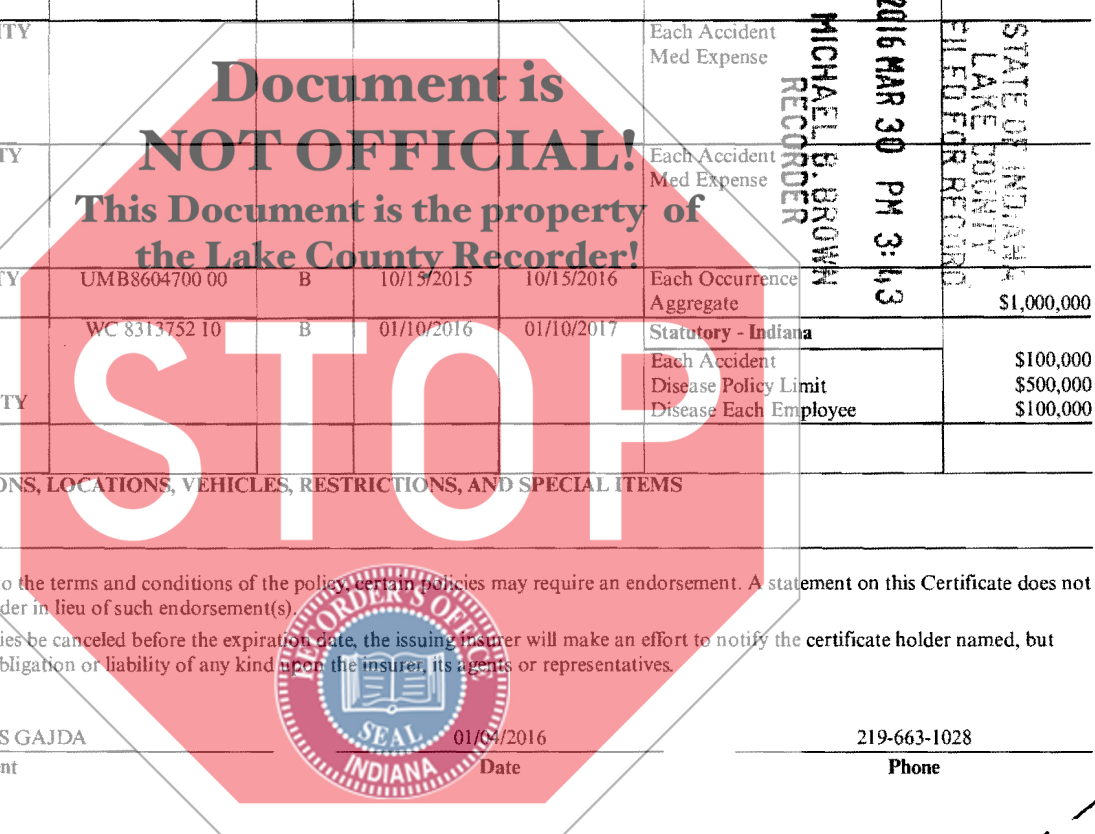 ITY
Each Accident
Med Expense
Document is
NOT OFFICIAL!
This Document is the property of
the Lake County Recorder!
TY
Each Accident
Med Expense
2016 MAR 30 PM 3:43
MICHAEL B. BROWN
RECORDER
STATE OF INDIANA
LAKE COUNTY
FILED FOR RECORD
TY UMB8604700 00 B 10/15/2015 10/15/2016 Each Occurrence
Aggregate $1,000,000
WC 8313752 10 B 01/10/2016 01/10/2017 Statutory - Indiana
Each Accident $100,000
Disease Policy Limit $500,000
TY Disease Each Employee $100,000
STOP
ONS, LOCATIONS, VEHICLES, RESTRICTIONS, AND SPECIAL ITEMS
o the terms and conditions of the policy, certain policies may require an endorsement. A statement on this Certificate does not
der in lieu of such endorsement(s).
ies be canceled before the expiration date, the issuing insurer will make an effort to notify the certificate holder named, but
bligation or liability of any kind upon the insurer, its agents or representatives.
RECORDER'S OFFICE
SEAL
INDIANA
S GAJDA 01/04/2016 219-663-1028
nt Date Phone